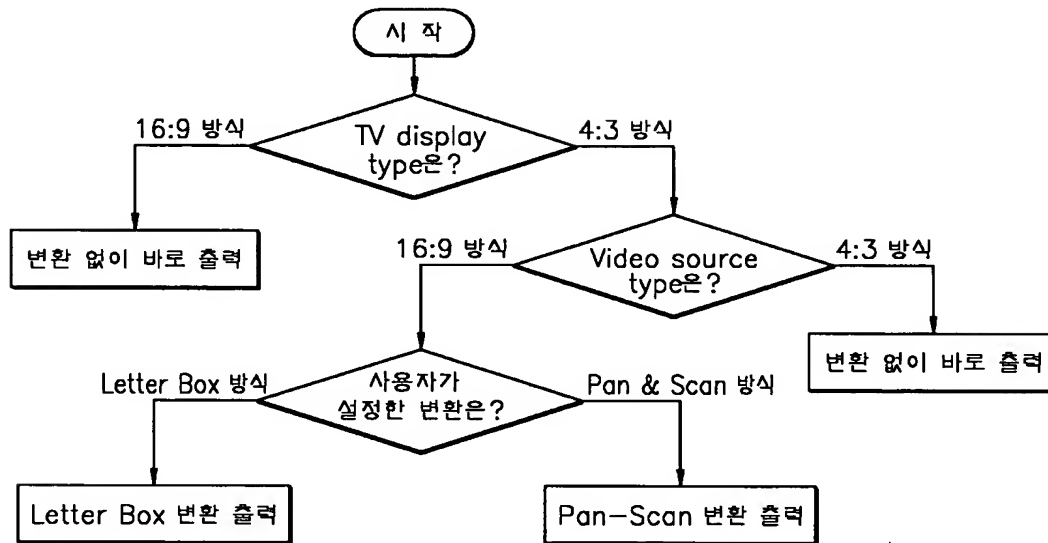 시 작
TV display
type은?
16:9 방식
4:3 방식
변환 없이 바로 출력
Video source
type은?
16:9 방식
4:3 방식
변환 없이 바로 출력
사용자가
설정한 변환은?
Letter Box 방식
Pan & Scan 방식
Letter Box 변환 출력
Pan-Scan 변환 출력